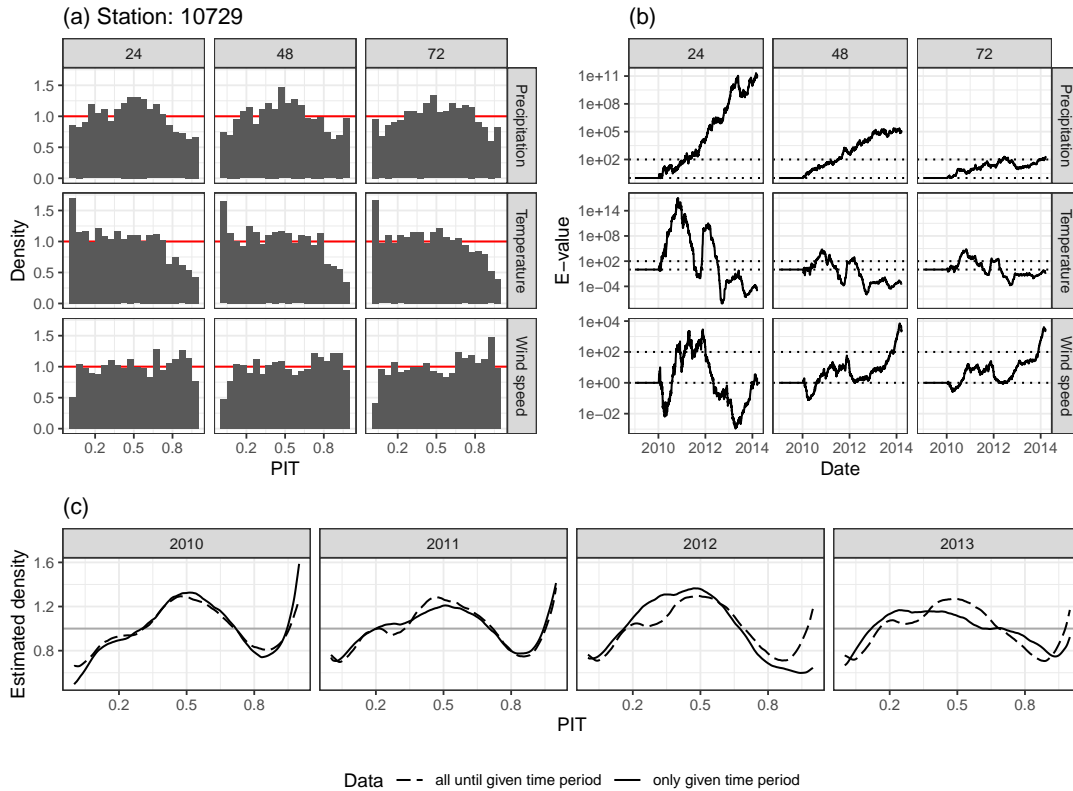 (a) Station: 10729
24 48 72
1.5
1.0
0.5
0.0
Precipitation
1.5
1.0
0.5
0.0
Temperature
1.5
1.0
0.5
0.0
Wind speed
Density
0.2 0.8 0.2 0.8 0.2 0.8
PIT
(b)
24 48 72
1e+11
1e+08
1e+05
1e+02
Precipitation
1e+14
1e+08
1e+02
1e−04
Temperature
1e+04
1e+02
1e+00
1e−02
Wind speed
E−value
2010 2012 2014 2010 2012 2014 2010 2012 2014
Date
(c)
2010 2011 2012 2013
1.6
1.2
0.8
Estimated density
0.2 0.5 0.8 0.2 0.5 0.8 0.2 0.5 0.8 0.2 0.5 0.8
PIT
Data all until given time period only given time period